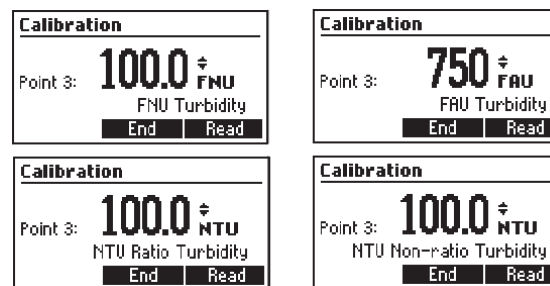 Calibration
Point 3: 100.0 FNU
FNU Turbidity
End Read
Calibration
Point 3: 750 FAU
FAU Turbidity
End Read
Calibration
Point 3: 100.0 NTU
NTU Ratio Turbidity
End Read
Calibration
Point 3: 100.0 NTU
NTU Non-ratio Turbidity
End Read